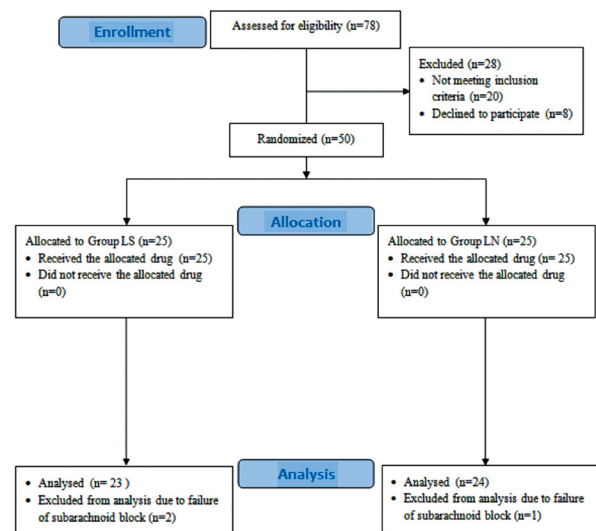 Enrollment
Assessed for eligibility (n=78)
Excluded (n=28)
• Not meeting inclusion
criteria (n=20)
• Declined to participate (n=8)
Randomized (n=50)
Allocation
Allocated to Group LS (n=25)
• Received the allocated drug (n=25)
• Did not receive the allocated drug
(n=0)
Allocated to Group LN (n=25)
• Received the allocated drug (n= 25)
• Did not receive the allocated drug
(n=0)
Analysis
• Analysed (n= 23 )
• Excluded from analysis due to failure
of subarachnoid block (n=2)
• Analysed (n=24)
• Excluded from analysis due to failure
of subarachnoid block (n=1)